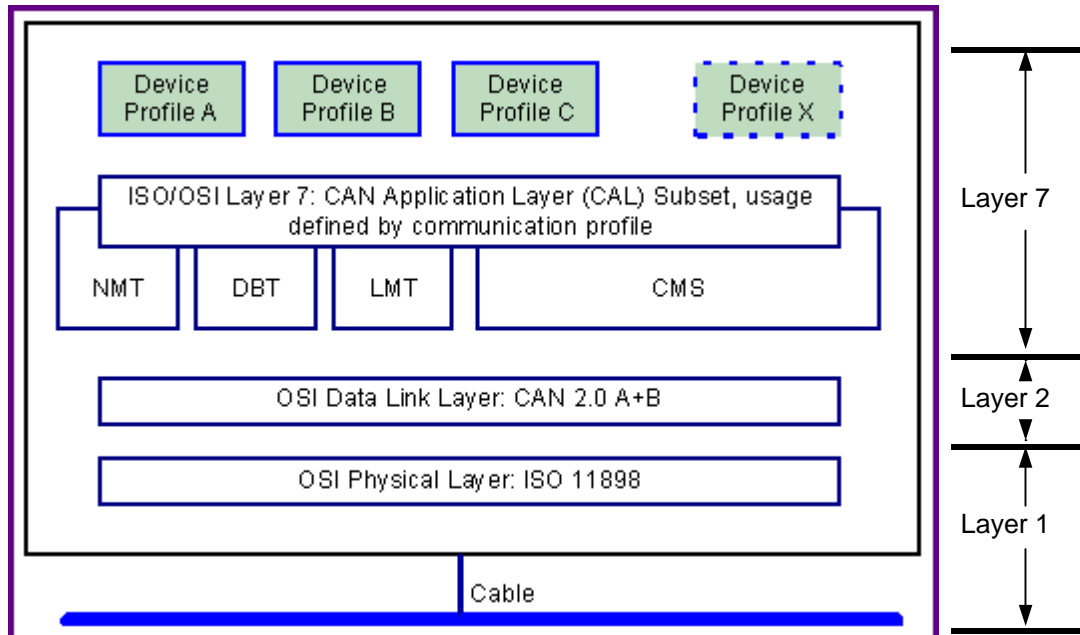 Device
Profile A
Device
Profile B
Device
Profile C
Device
Profile X
ISO/OSI Layer 7: CAN Application Layer (CAL) Subset, usage
defined by communication profile
NMT
DBT
LMT
CMS
Layer 7
OSI Data Link Layer: CAN 2.0 A+B
Layer 2
OSI Physical Layer: ISO 11898
Layer 1
Cable